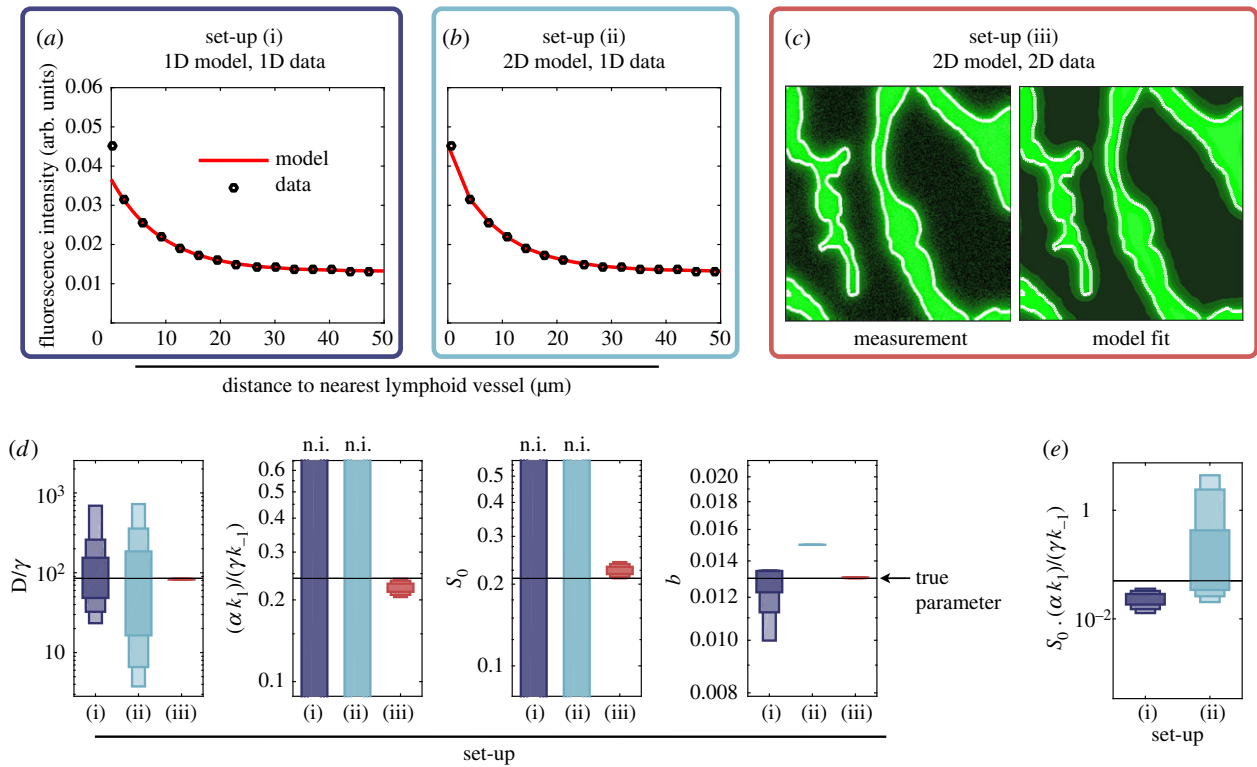 (a) set-up (i)
1D model, 1D data
fluorescence intensity (arb. units)
0.06
0.05
0.04
0.03
0.02
0.01
0 10 20 30 40 50
model
data
(b) set-up (ii)
2D model, 1D data
0 10 20 30 40 50
distance to nearest lymphoid vessel (μm)
(c) set-up (iii)
2D model, 2D data
measurement model fit
(d)
D/γ
10³
10²
10
(i) (ii) (iii)
n.i. n.i.
(α k₁)/(γ k₋₁)
0.6
0.5
0.4
0.3
0.2
0.1
(i) (ii) (iii)
n.i. n.i.
S₀
0.5
0.4
0.3
0.2
0.1
(i) (ii) (iii)
b
0.020
0.018
0.016
0.014
0.013
0.010
0.008
(i) (ii) (iii)
true
parameter
set-up
(e)
S₀ . (α k₁)/(γ k₋₁)
1
10⁻²
(i) (ii)
set-up